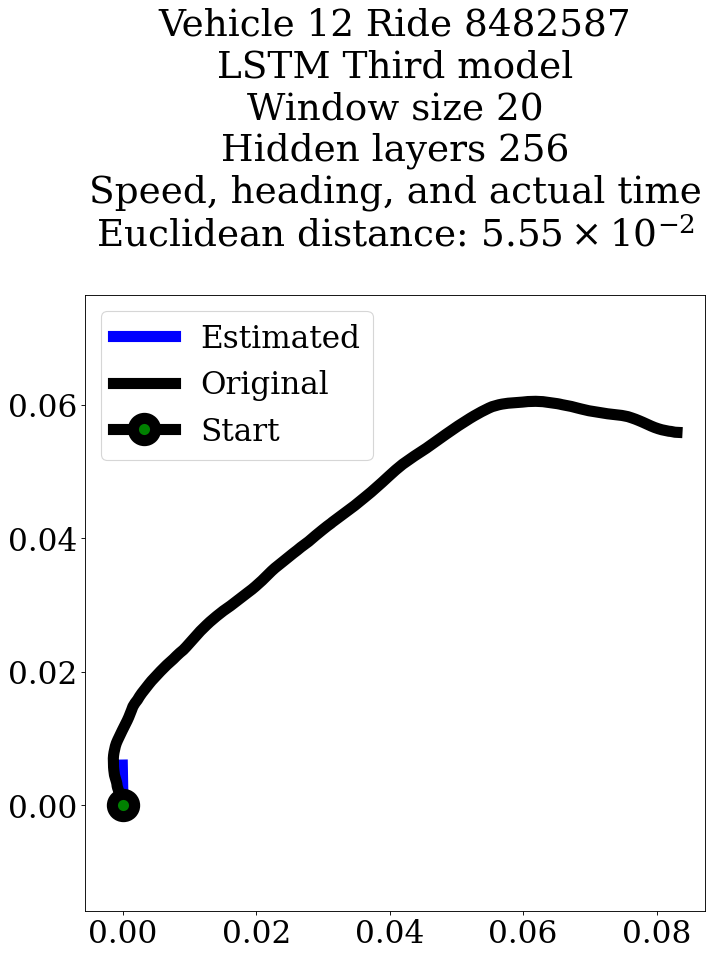 Vehicle 12 Ride 8482587
LSTM Third model
Window size 20
Hidden layers 256
Speed, heading, and actual time
Euclidean distance: 5.55 × 10⁻²
Estimated
Original
Start
0.06
0.04
0.02
0.00
0.00 0.02 0.04 0.06 0.08